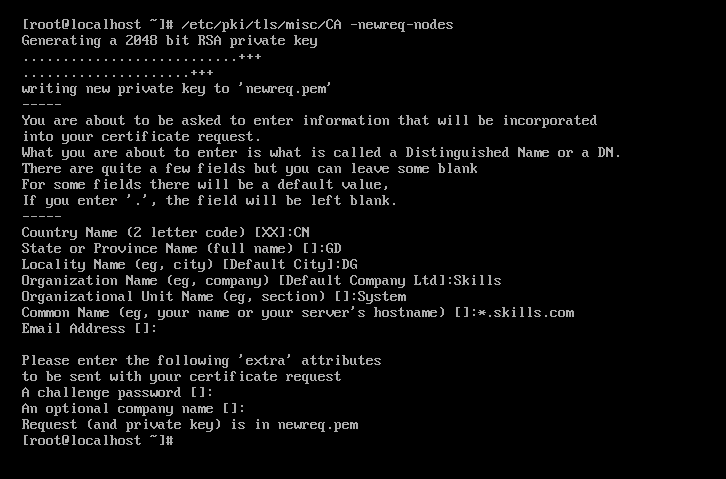 [root@localhost ~]# /etc/pki/tls/misc/CA -newreq-nodes
Generating a 2048 bit RSA private key
...........................+++
.....................+++
writing new private key to 'newreq.pem'
-----
You are about to be asked to enter information that will be incorporated
into your certificate request.
What you are about to enter is what is called a Distinguished Name or a DN.
There are quite a few fields but you can leave some blank
For some fields there will be a default value,
If you enter '.', the field will be left blank.
-----
Country Name (2 letter code) [XX]:CN
State or Province Name (full name) []:GD
Locality Name (eg, city) [Default City]:DG
Organization Name (eg, company) [Default Company Ltd]:Skills
Organizational Unit Name (eg, section) []:System
Common Name (eg, your name or your server's hostname) []:*.skills.com
Email Address []:

Please enter the following 'extra' attributes
to be sent with your certificate request
A challenge password []:
An optional company name []:
Request (and private key) is in newreq.pem
[root@localhost ~]#